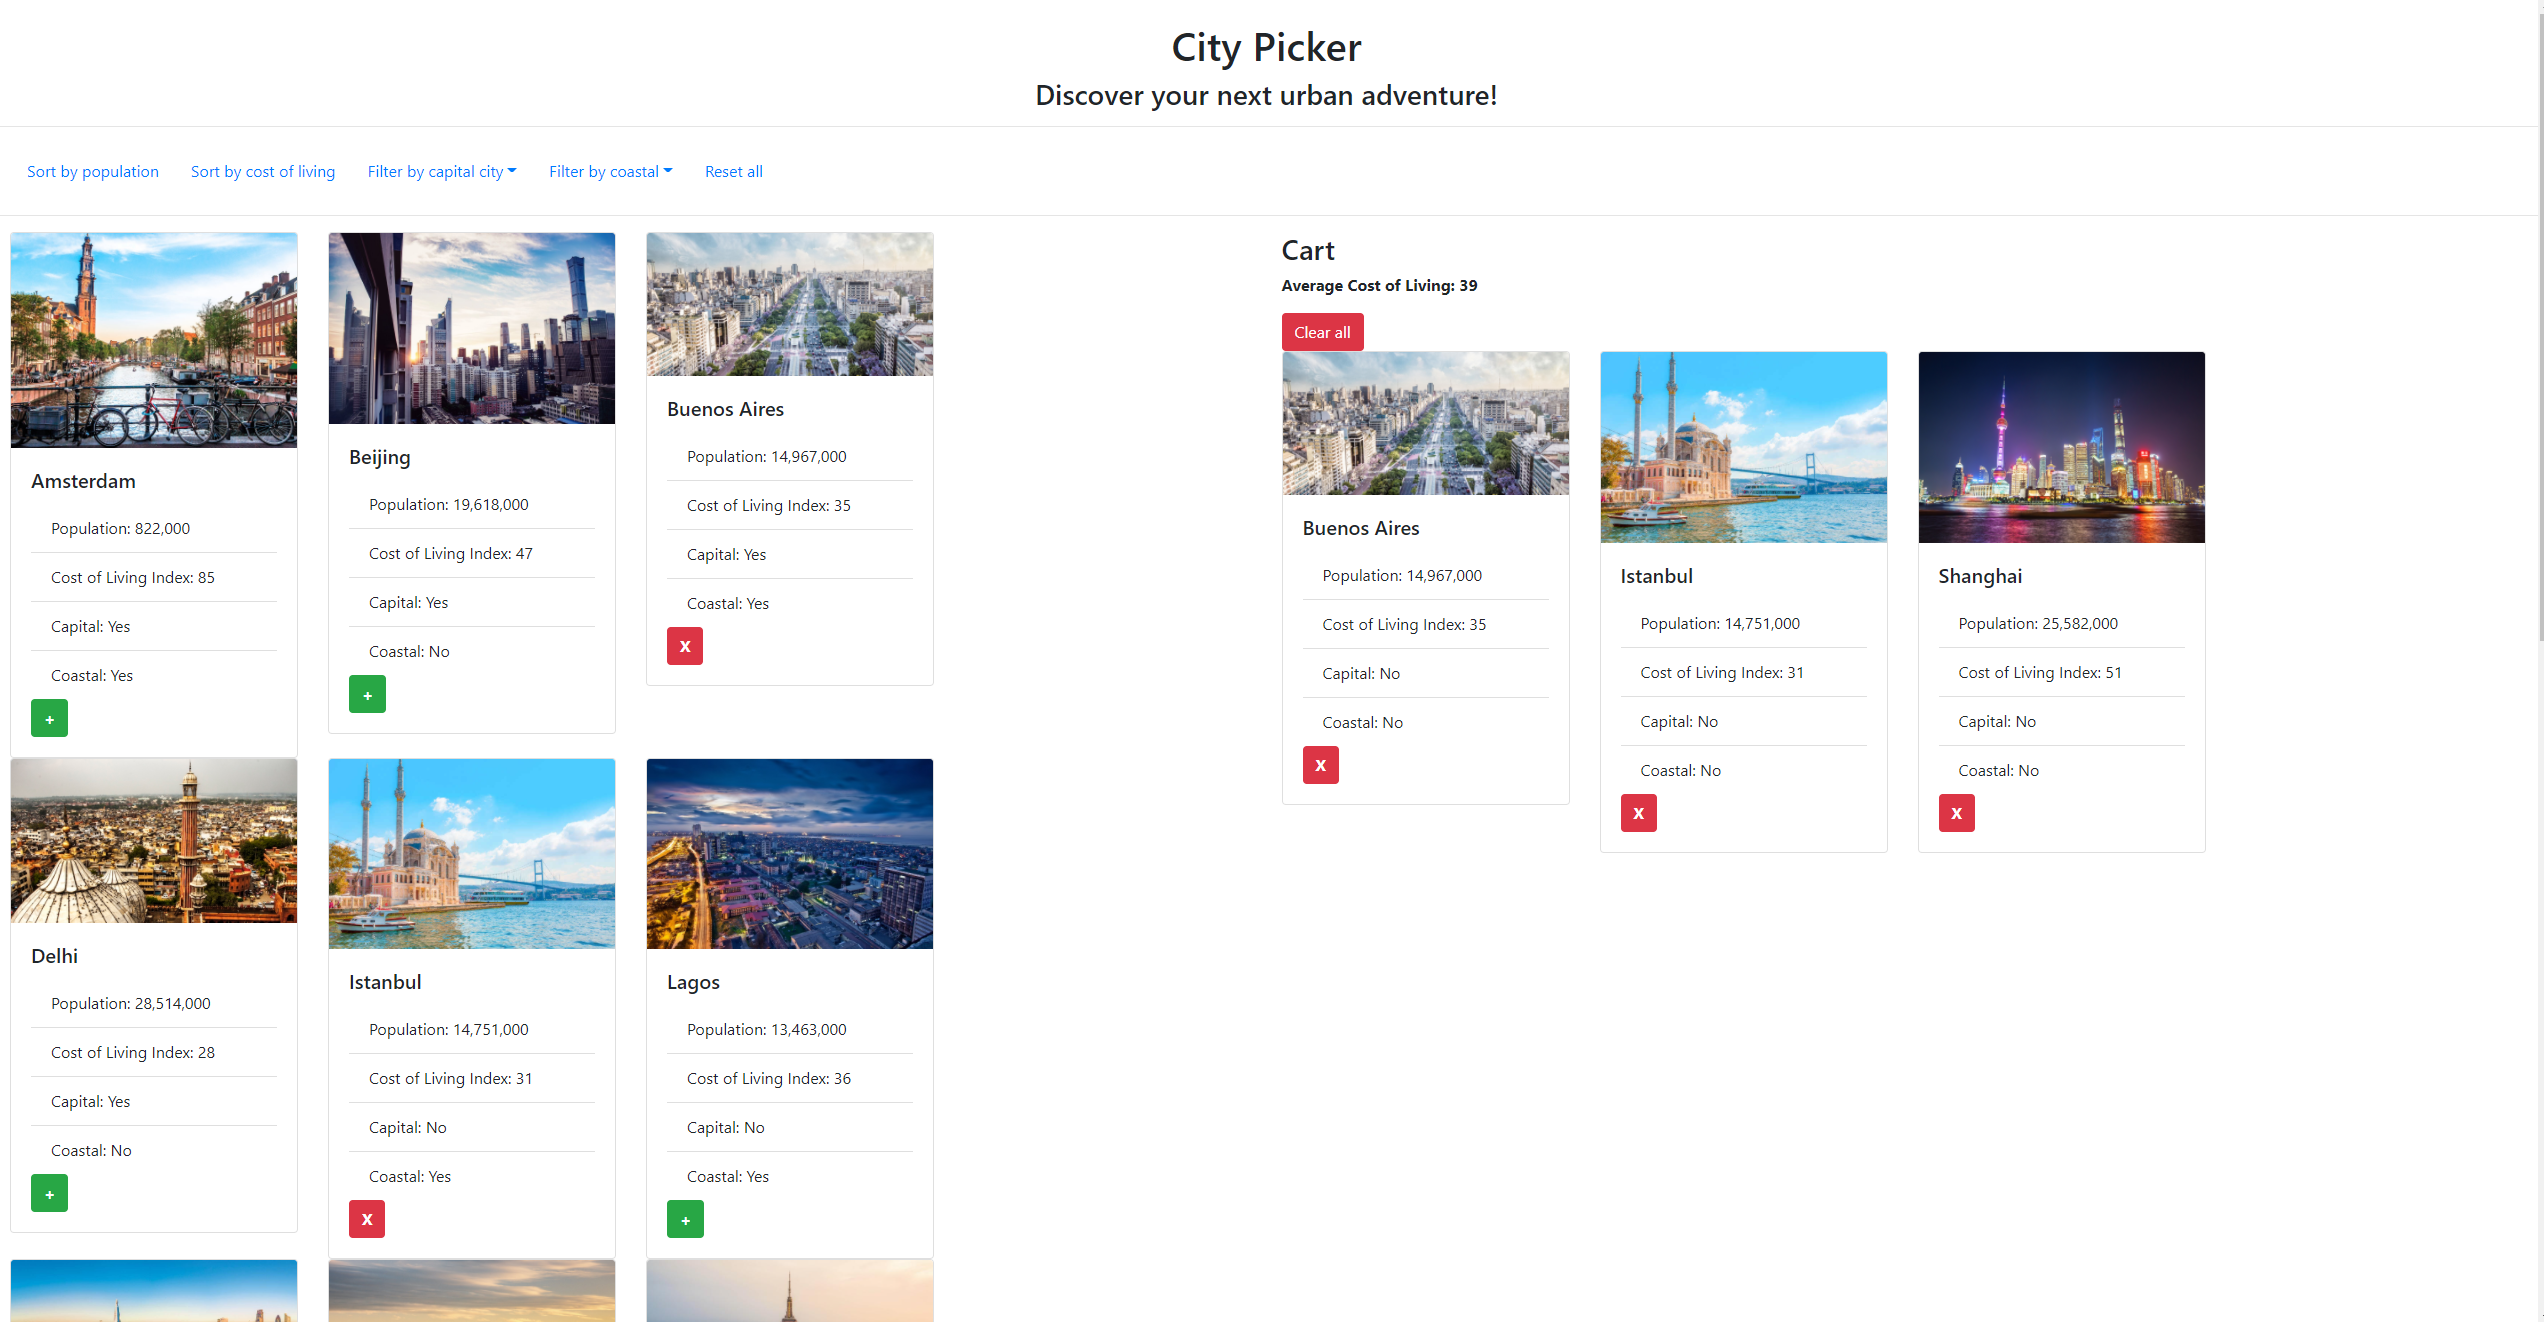 City Picker
Discover your next urban adventure!
Sort by population
Sort by cost of living
Filter by capital city
Filter by coastal
Reset all
Amsterdam
Population: 822,000
Cost of Living Index: 85
Capital: Yes
Coastal: Yes
+
Beijing
Population: 19,618,000
Cost of Living Index: 47
Capital: Yes
Coastal: No
+
Buenos Aires
Population: 14,967,000
Cost of Living Index: 35
Capital: Yes
Coastal: Yes
X
Delhi
Population: 28,514,000
Cost of Living Index: 28
Capital: Yes
Coastal: No
+
Istanbul
Population: 14,751,000
Cost of Living Index: 31
Capital: No
Coastal: Yes
X
Lagos
Population: 13,463,000
Cost of Living Index: 36
Capital: No
Coastal: Yes
+
Cart
Average Cost of Living: 39
Clear all
Buenos Aires
Population: 14,967,000
Cost of Living Index: 35
Capital: No
Coastal: No
X
Istanbul
Population: 14,751,000
Cost of Living Index: 31
Capital: No
Coastal: No
X
Shanghai
Population: 25,582,000
Cost of Living Index: 51
Capital: No
Coastal: No
X